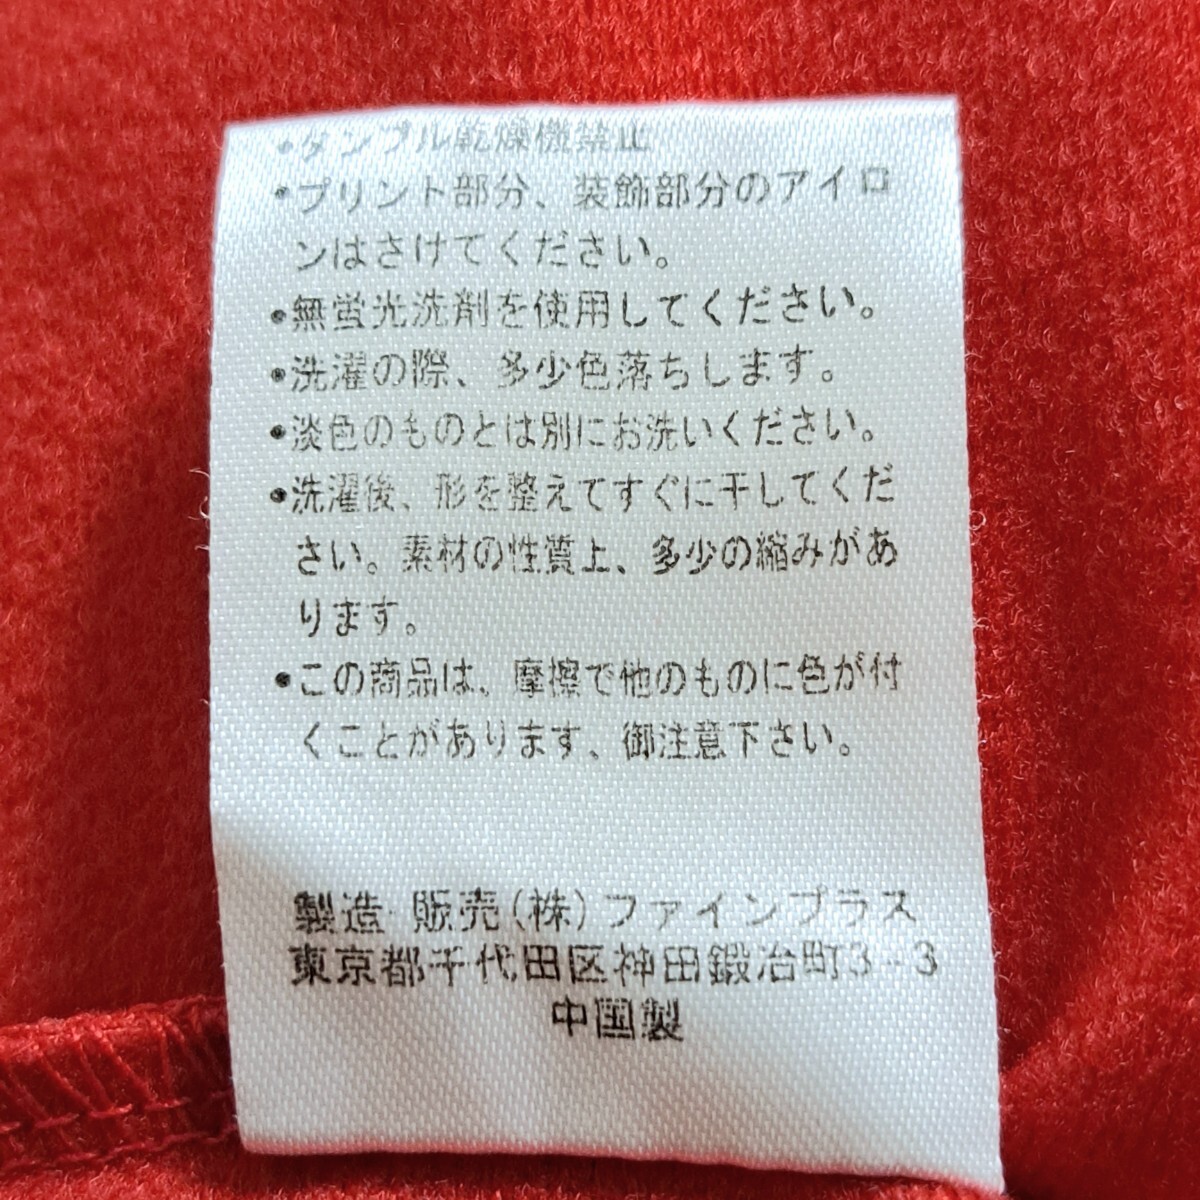 •タンブル乾燥機禁止
•プリント部分、装飾部分のアイロ
ンはさけてください。
•無蛍光洗剤を使用してください。
•洗濯の際、多少色落ちします。
•淡色のものとは別にお洗いください。
•洗濯後、形を整えてすぐに干してくだ
さい。素材の性質上、多少の縮みがあ
ります。
•この商品は、摩擦で他のものに色が付
くことがあります、御注意下さい。
製造・販売(株)ファインプラス
東京都千代田区神田鍛冶町3-3
中国製